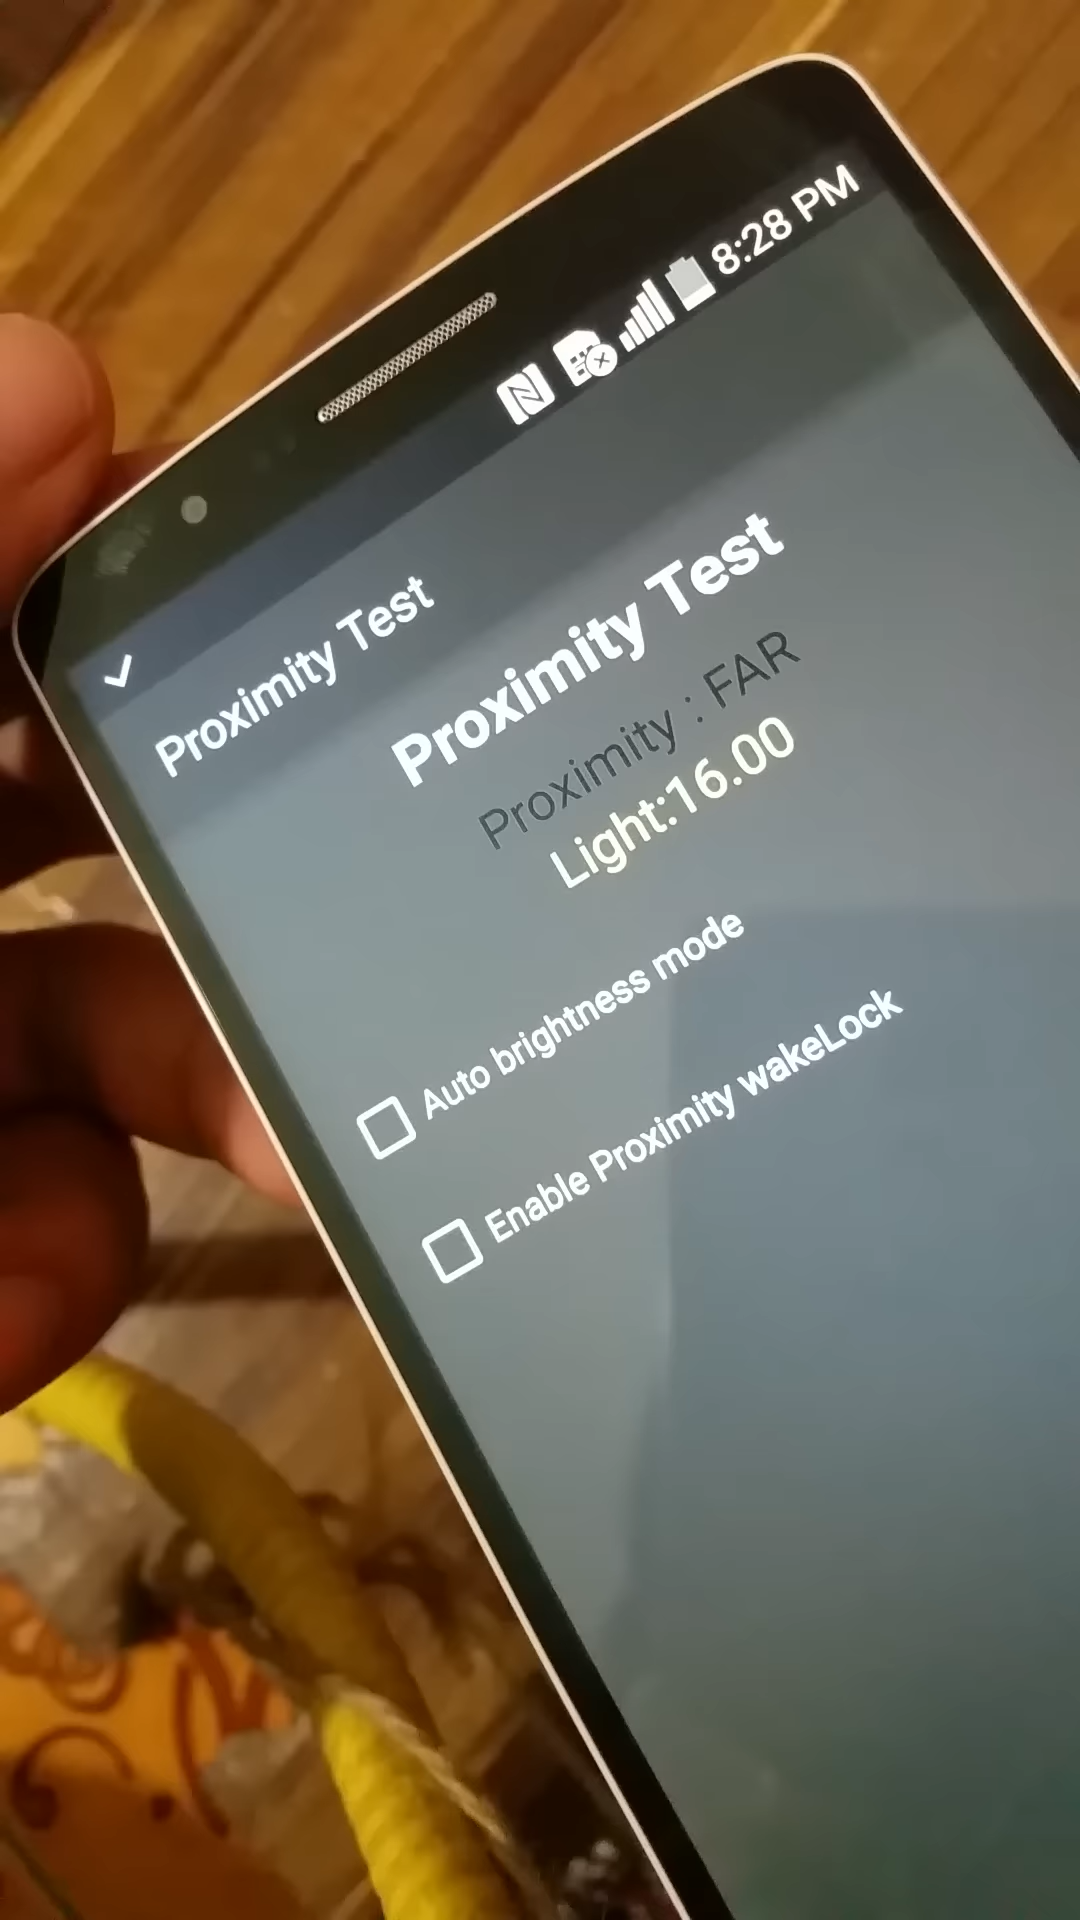 8:28 PM
Proximity Test
Proximity Test
Proximity : FAR
Light:16.00
Auto brightness mode
Enable Proximity wakeLock